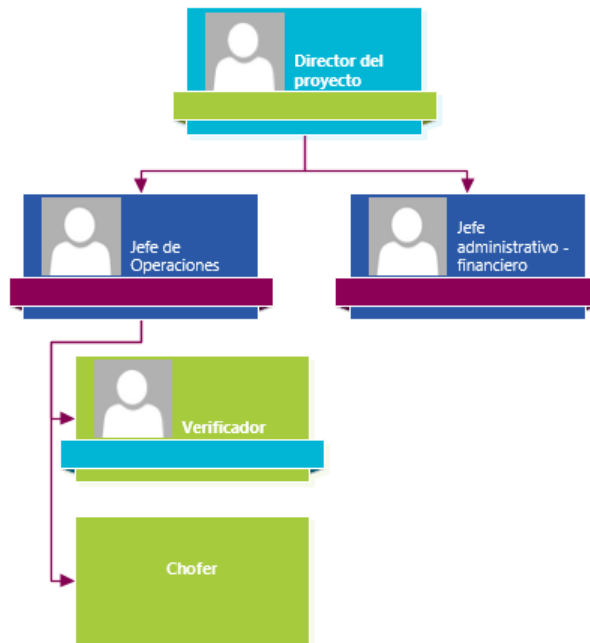 Director del
proyecto
Jefe de
Operaciones
Jefe
administrativo -
financiero
Verificador
Chofer